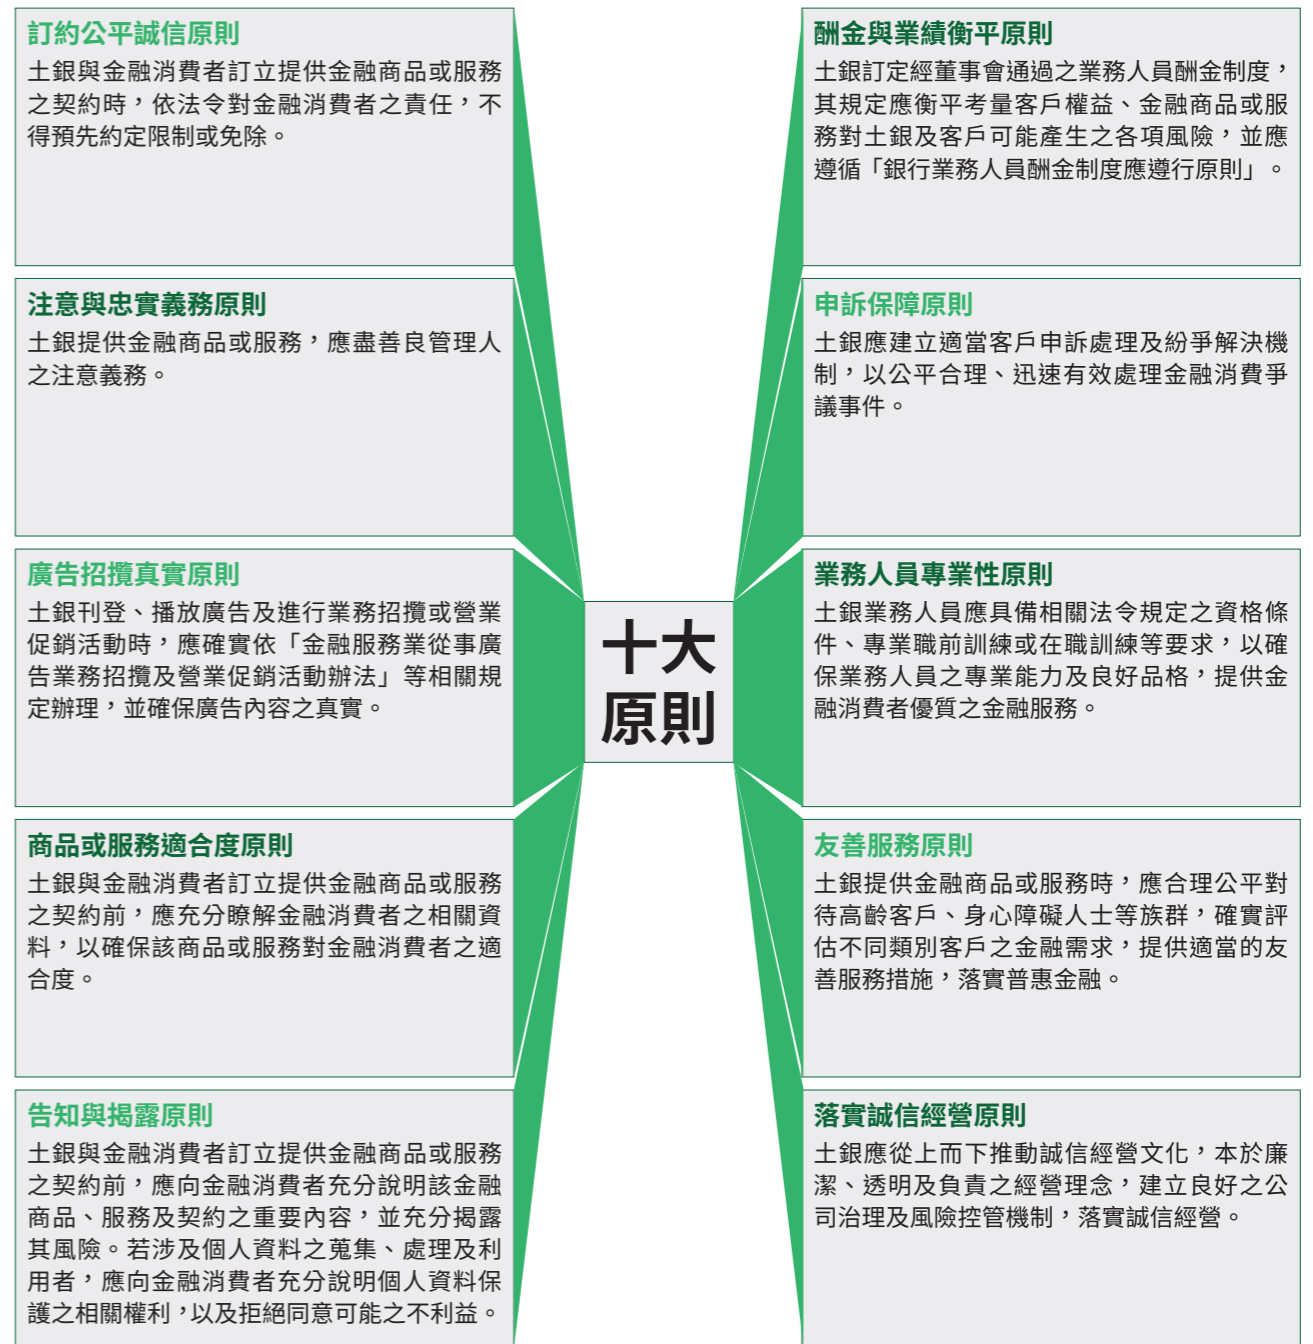 訂約公平誠信原則
土銀與金融消費者訂立提供金融商品或服務
之契約時，依法令對金融消費者之責任，不
得預先約定限制或免除。
注意與忠實義務原則
土銀提供金融商品或服務，應盡善良管理人
之注意義務。
廣告招攬真實原則
土銀刊登、播放廣告及進行業務招攬或營業
促銷活動時，應確實依「金融服務業從事廣
告業務招攬及營業促銷活動辦法」等相關規
定辦理，並確保廣告內容之真實。
商品或服務適合度原則
土銀與金融消費者訂立提供金融商品或服務
之契約前，應充分瞭解金融消費者之相關資
料，以確保該商品或服務對金融消費者之適
合度。
告知與揭露原則
土銀與金融消費者訂立提供金融商品或服務
之契約前，應向金融消費者充分說明該金融
商品、服務及契約之重要內容，並充分揭露
其風險。若涉及個人資料之蒐集、處理及利
用者，應向金融消費者充分說明個人資料保
護之相關權利，以及拒絕同意可能之不利益。
十大
原則
酬金與業績衡平原則
土銀訂定經董事會通過之業務人員酬金制度，
其規定應衡平考量客戶權益、金融商品或服
務對土銀及客戶可能產生之各項風險，並應
遵循「銀行業務人員酬金制度應遵行原則」。
申訴保障原則
土銀應建立適當客戶申訴處理及紛爭解決機
制，以公平合理、迅速有效處理金融消費爭
議事件。
業務人員專業性原則
土銀業務人員應具備相關法令規定之資格條
件、專業職前訓練或在職訓練等要求，以確
保業務人員之專業能力及良好品格，提供金
融消費者優質之金融服務。
友善服務原則
土銀提供金融商品或服務時，應合理公平對
待高齡客戶、身心障礙人士等族群，確實評
估不同類別客戶之金融需求，提供適當的友
善服務措施，落實普惠金融。
落實誠信經營原則
土銀應從上而下推動誠信經營文化，本於廉
潔、透明及負責之經營理念，建立良好之公
司治理及風險控管機制，落實誠信經營。